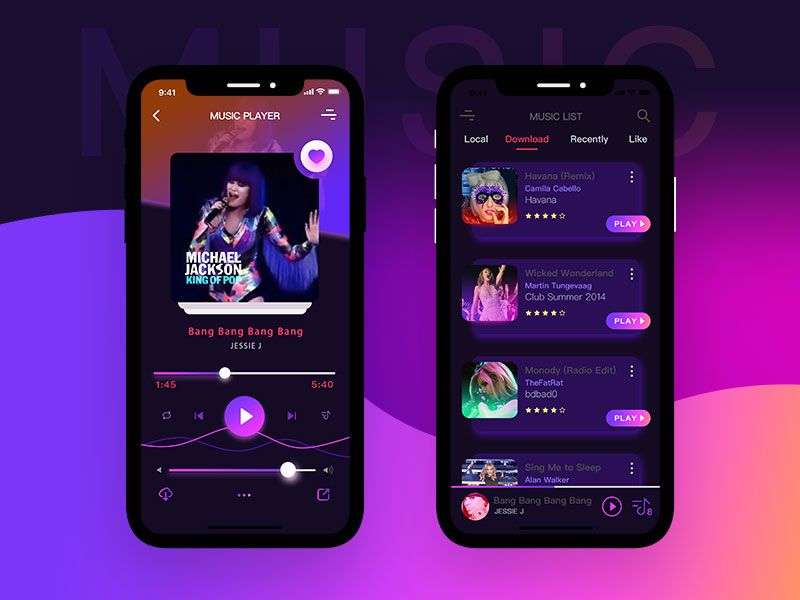 MUSIC
9:41
MUSIC PLAYER
MICHAEL
JACKSON
KING OF POP
Bang Bang Bang Bang
JESSIE J
1:45
5:40
9:41
MUSIC LIST
Local Download Recently Like
Havana (Remix)
Camila Cabello
Havana
PLAY
Wicked Wonderland
Martin Tungevaag
Club Summer 2014
PLAY
Monody (Radio Edit)
TheFatRat
bdbad0
PLAY
Sing Me to Sleep
Alan Walker
Bang Bang Bang Bang
JESSIE J
8